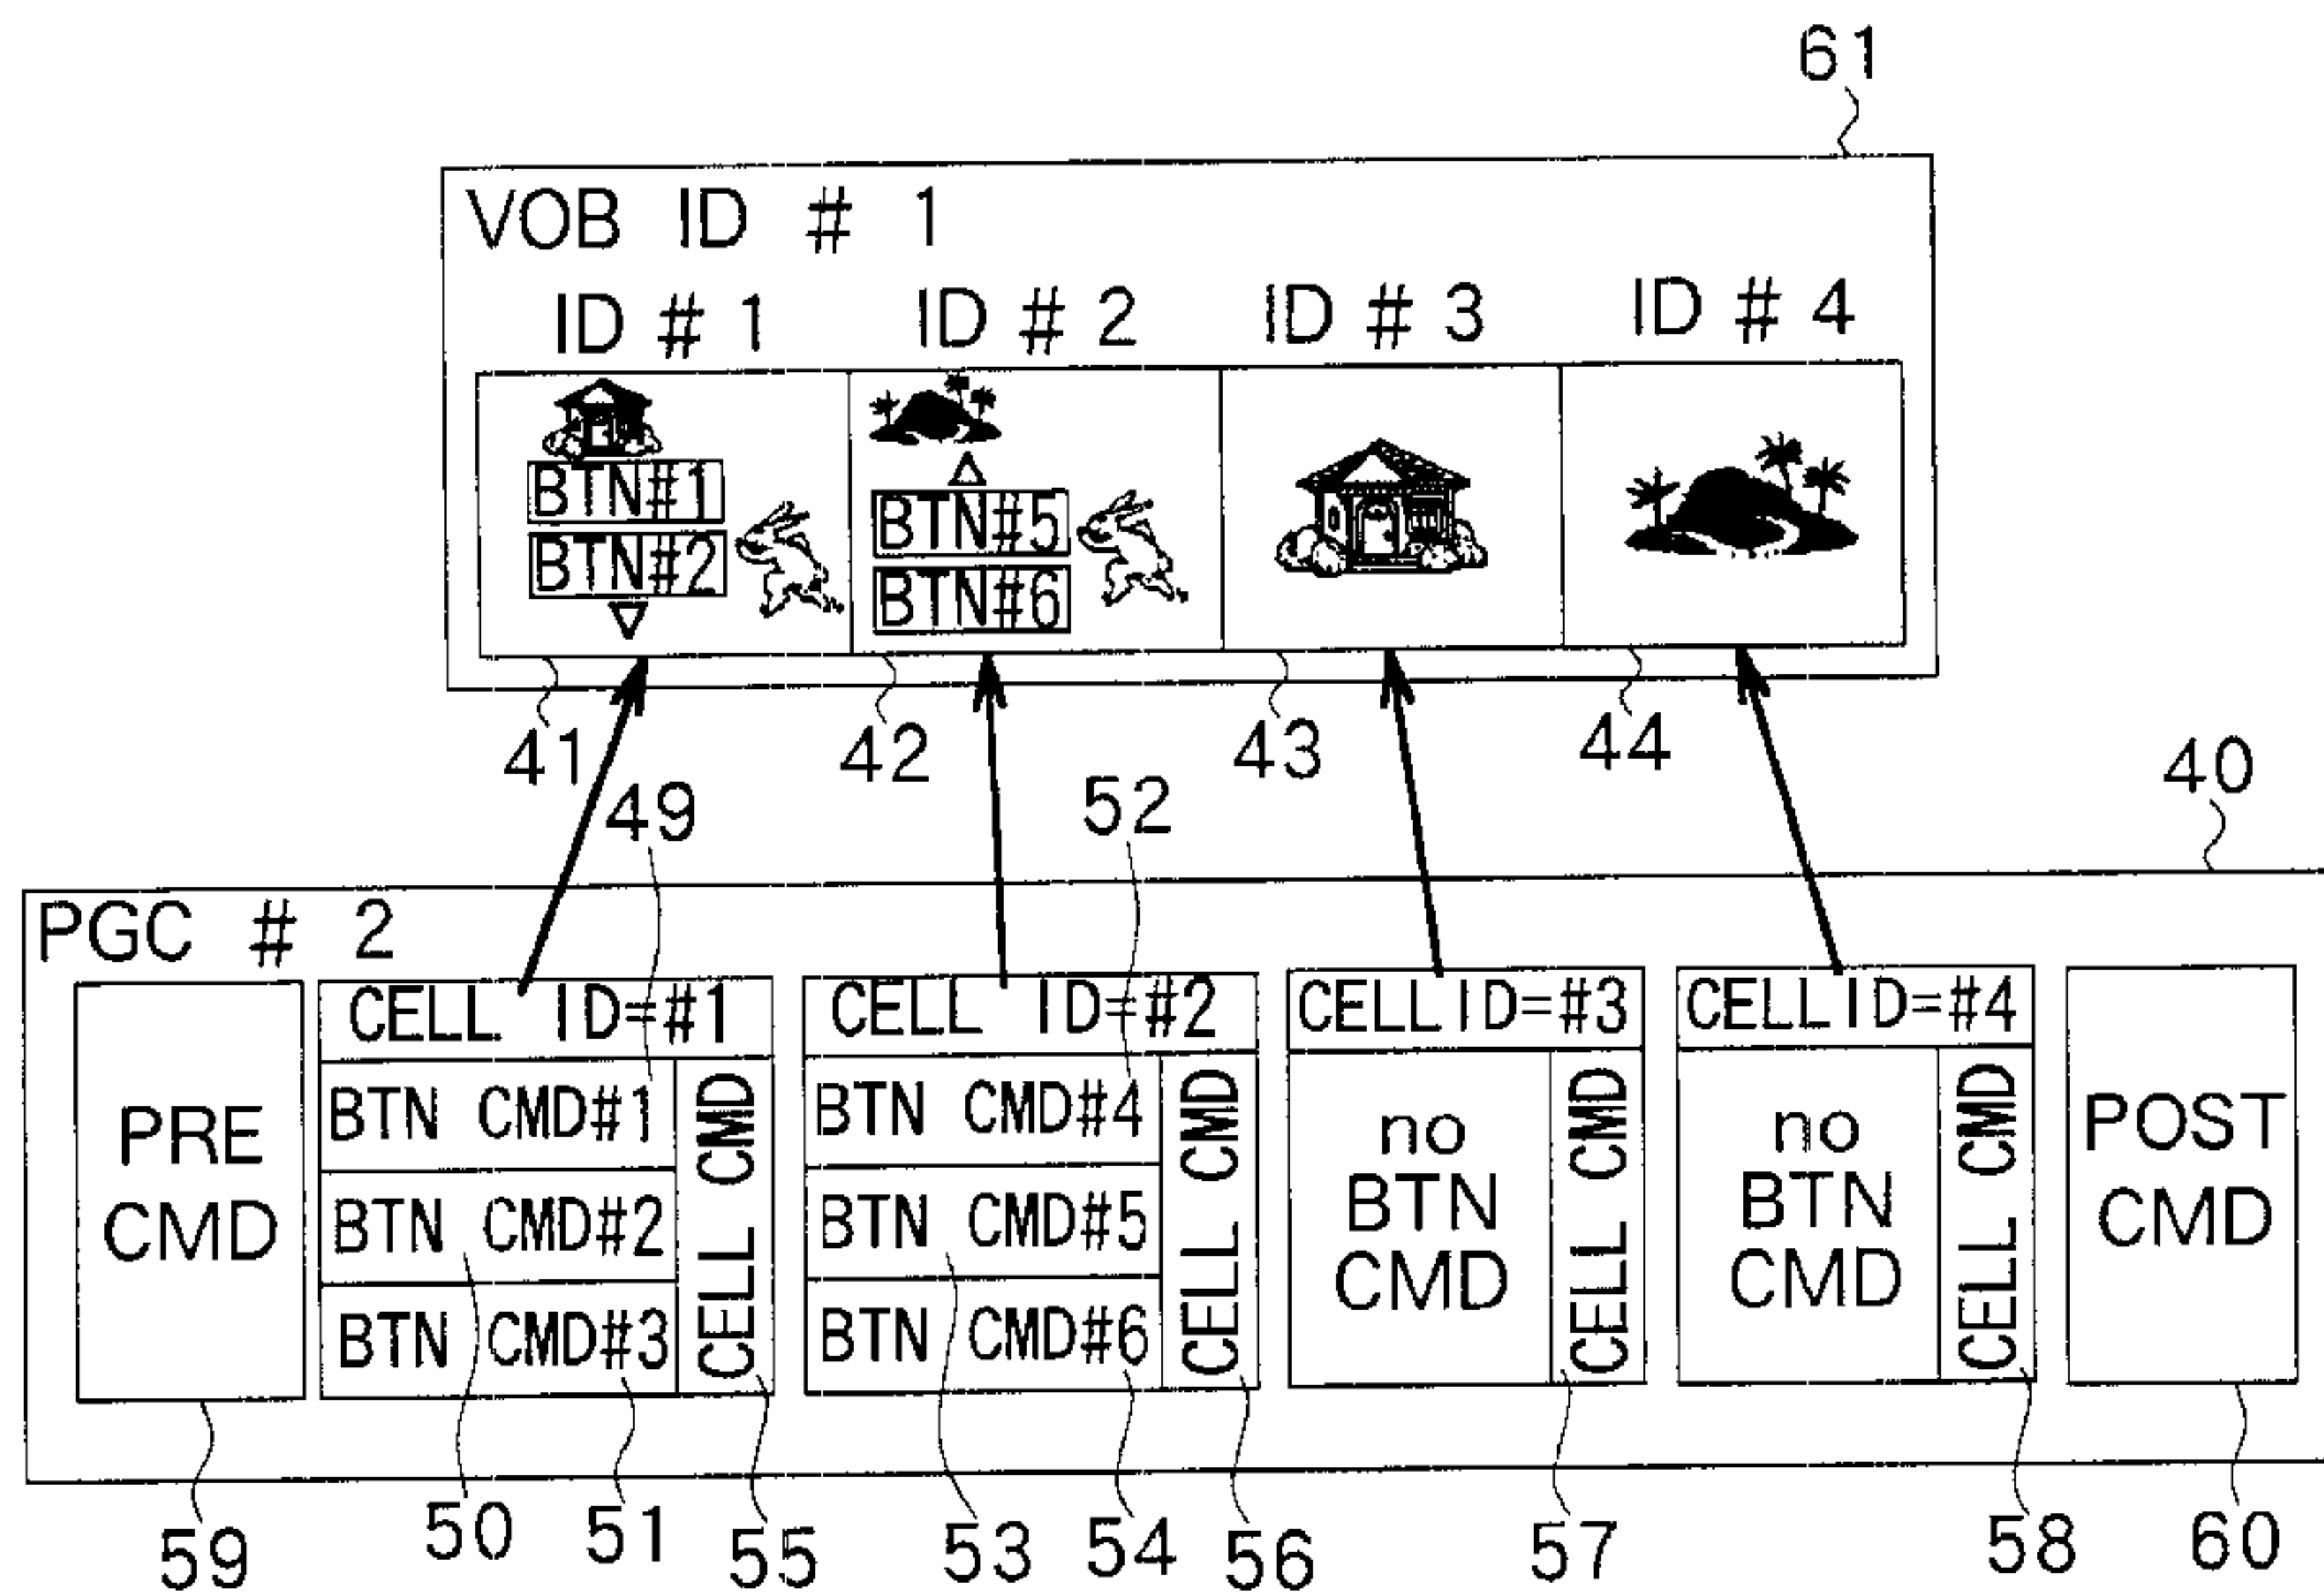 61
VOB ID # 1
ID # 1 ID # 2 ID # 3 ID # 4
BTN#1
BTN#2
BTN#5
BTN#6
41 42 43 44
49 52 40
PGC # 2
PRE
CMD
CELL ID=#1
BTN CMD#1
BTN CMD#2
BTN CMD#3
CELL CMD
CELL ID=#2
BTN CMD#4
BTN CMD#5
BTN CMD#6
CELL CMD
CELL ID=#3
no
BTN
CMD
CELL CMD
CELL ID=#4
no
BTN
CMD
CELL CMD
POST
CMD
59 50 51 55 53 54 56 57 58 60